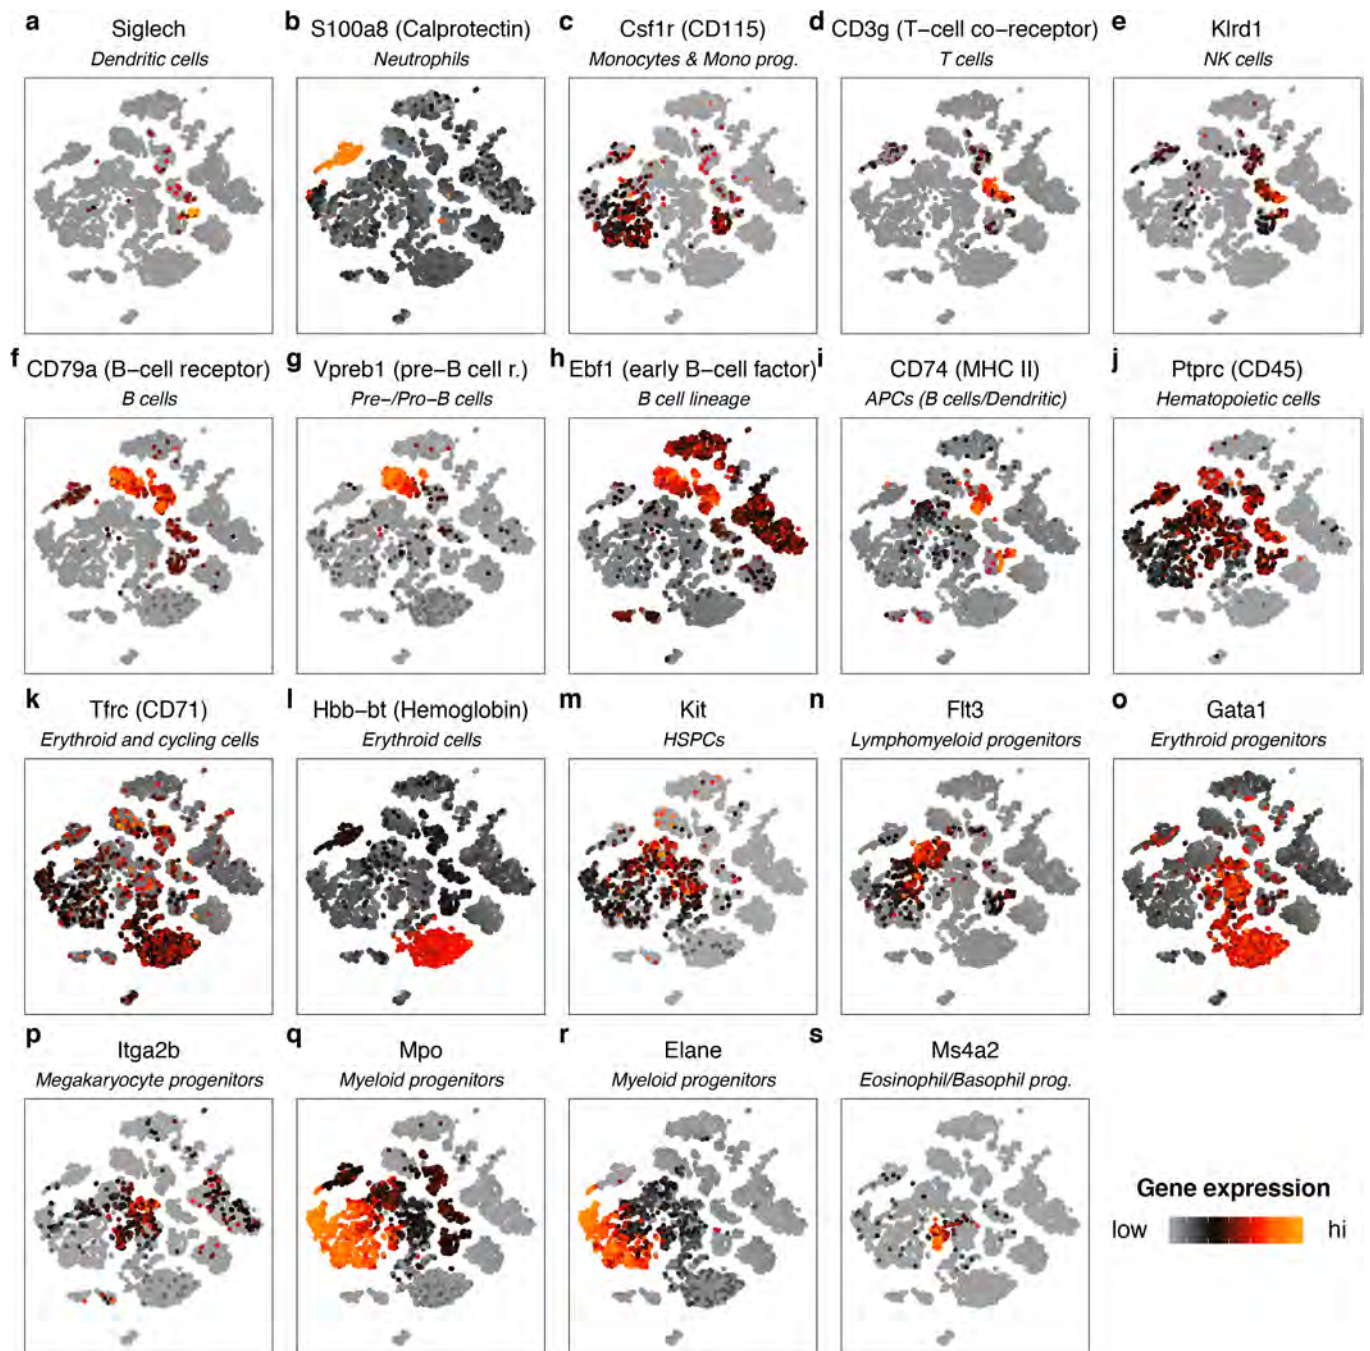 a
Siglech
Dendritic cells
b
S100a8 (Calprotectin)
Neutrophils
c
Csf1r (CD115)
Monocytes & Mono prog.
d
CD3g (T−cell co−receptor)
T cells
e
Klrd1
NK cells
f
CD79a (B−cell receptor)
B cells
g
Vpreb1 (pre−B cell r.)
Pre−/Pro−B cells
h
Ebf1 (early B−cell factor)
B cell lineage
i
CD74 (MHC II)
APCs (B cells/Dendritic)
j
Ptprc (CD45)
Hematopoietic cells
k
Tfrc (CD71)
Erythroid and cycling cells
l
Hbb−bt (Hemoglobin)
Erythroid cells
m
Kit
HSPCs
n
Flt3
Lymphomyeloid progenitors
o
Gata1
Erythroid progenitors
p
Itga2b
Megakaryocyte progenitors
q
Mpo
Myeloid progenitors
r
Elane
Myeloid progenitors
s
Ms4a2
Eosinophil/Basophil prog.
Gene expression
low hi